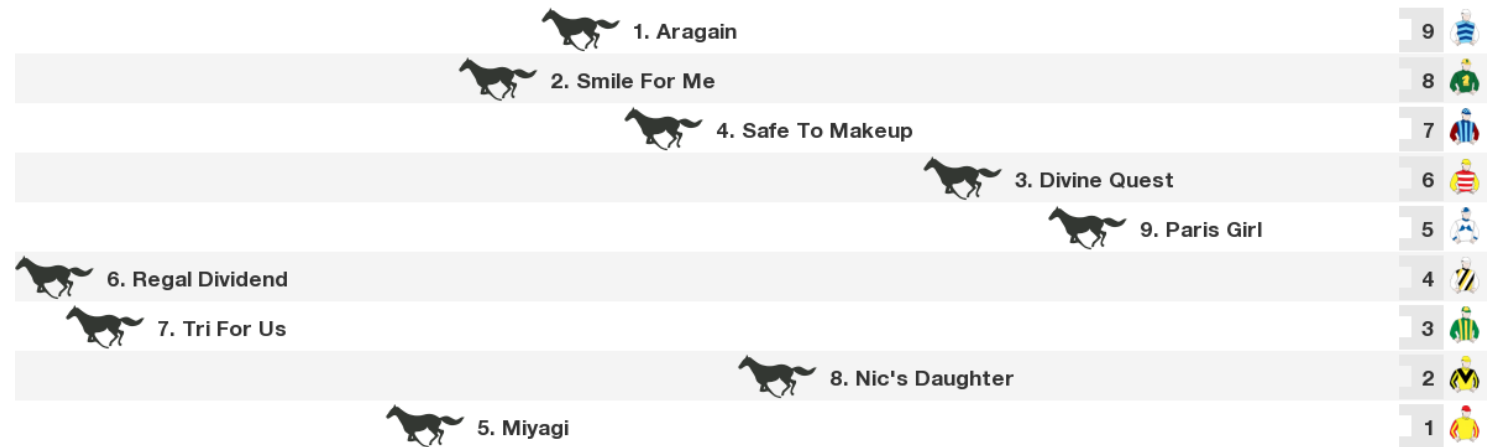 1. Aragain 9
2. Smile For Me 8
4. Safe To Makeup 7
3. Divine Quest 6
9. Paris Girl 5
6. Regal Dividend 4
7. Tri For Us 3
8. Nic's Daughter 2
5. Miyagi 1